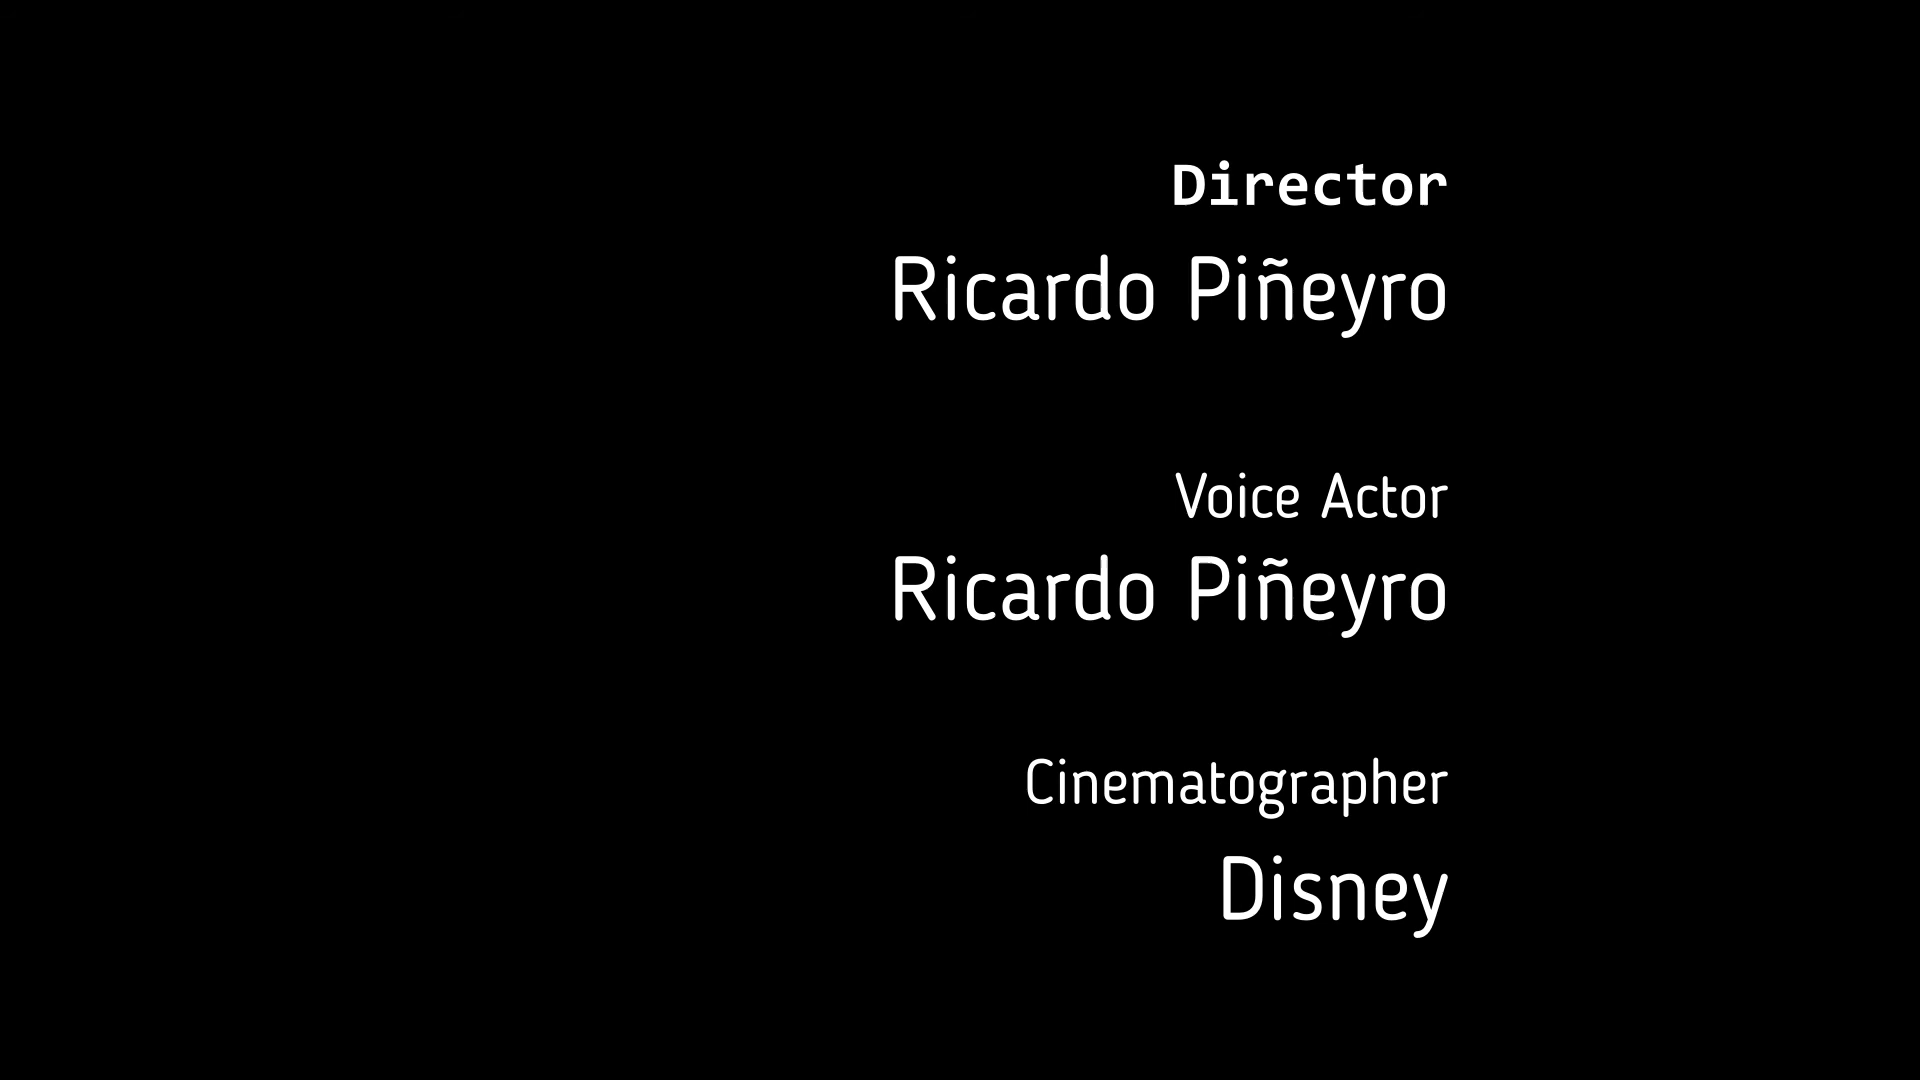 Director
Ricardo Piñeyro
Voice Actor
Ricardo Piñeyro
Cinematographer
Disney